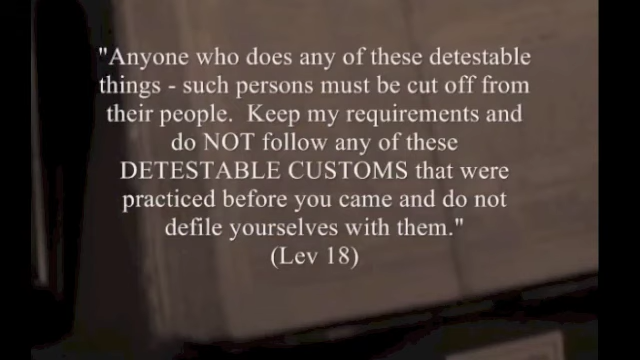 "Anyone who does any of these detestable
things - such persons must be cut off from
their people.  Keep my requirements and
do NOT follow any of these
DETESTABLE CUSTOMS that were
practiced before you came and do not
defile yourselves with them."
(Lev 18)